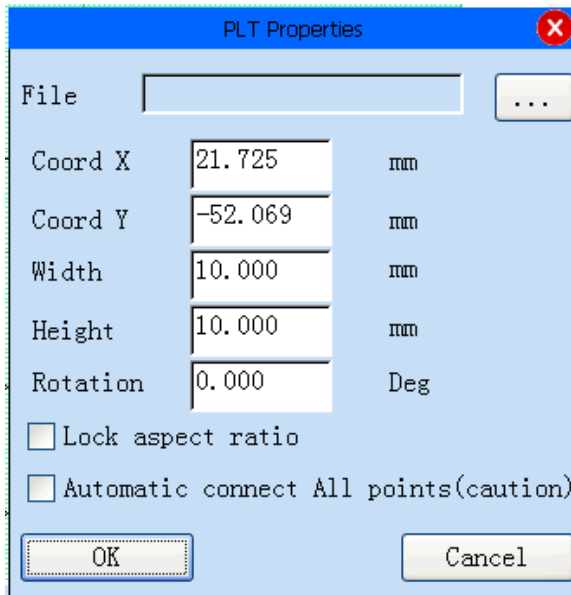 PLT Properties
File ...
Coord X 21.725 mm
Coord Y -52.069 mm
Width 10.000 mm
Height 10.000 mm
Rotation 0.000 Deg
Lock aspect ratio
Automatic connect All points(caution)
OK Cancel